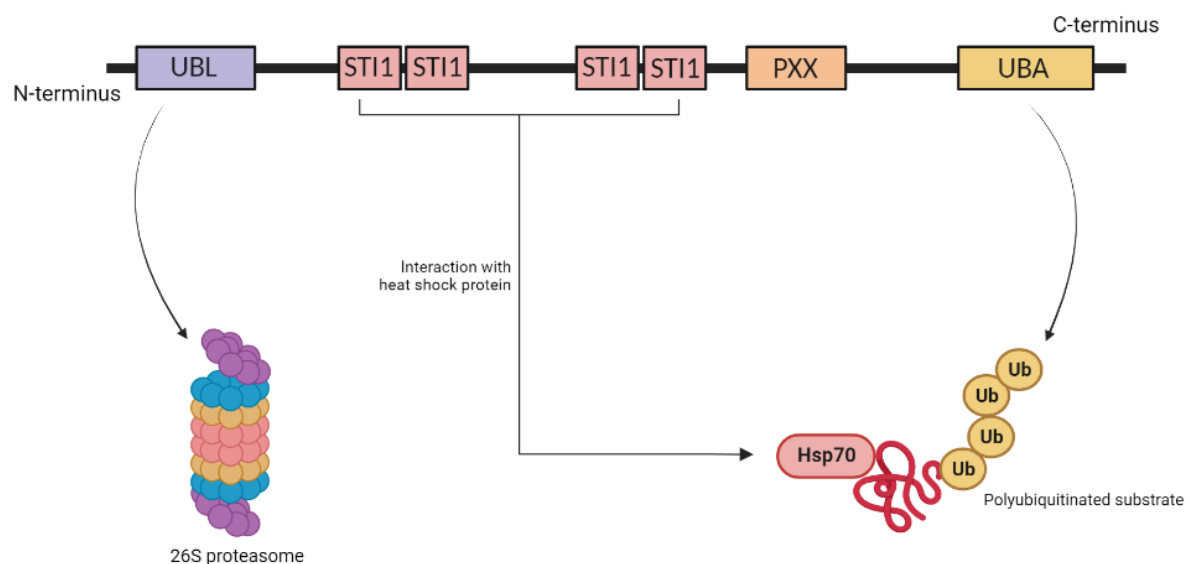 C-terminus
UBL STI1 STI1 STI1 STI1 PXX UBA
N-terminus
Interaction with
heat shock protein
Ub
Ub
Ub
Hsp70
Ub
Polyubiquitinated substrate
26S proteasome